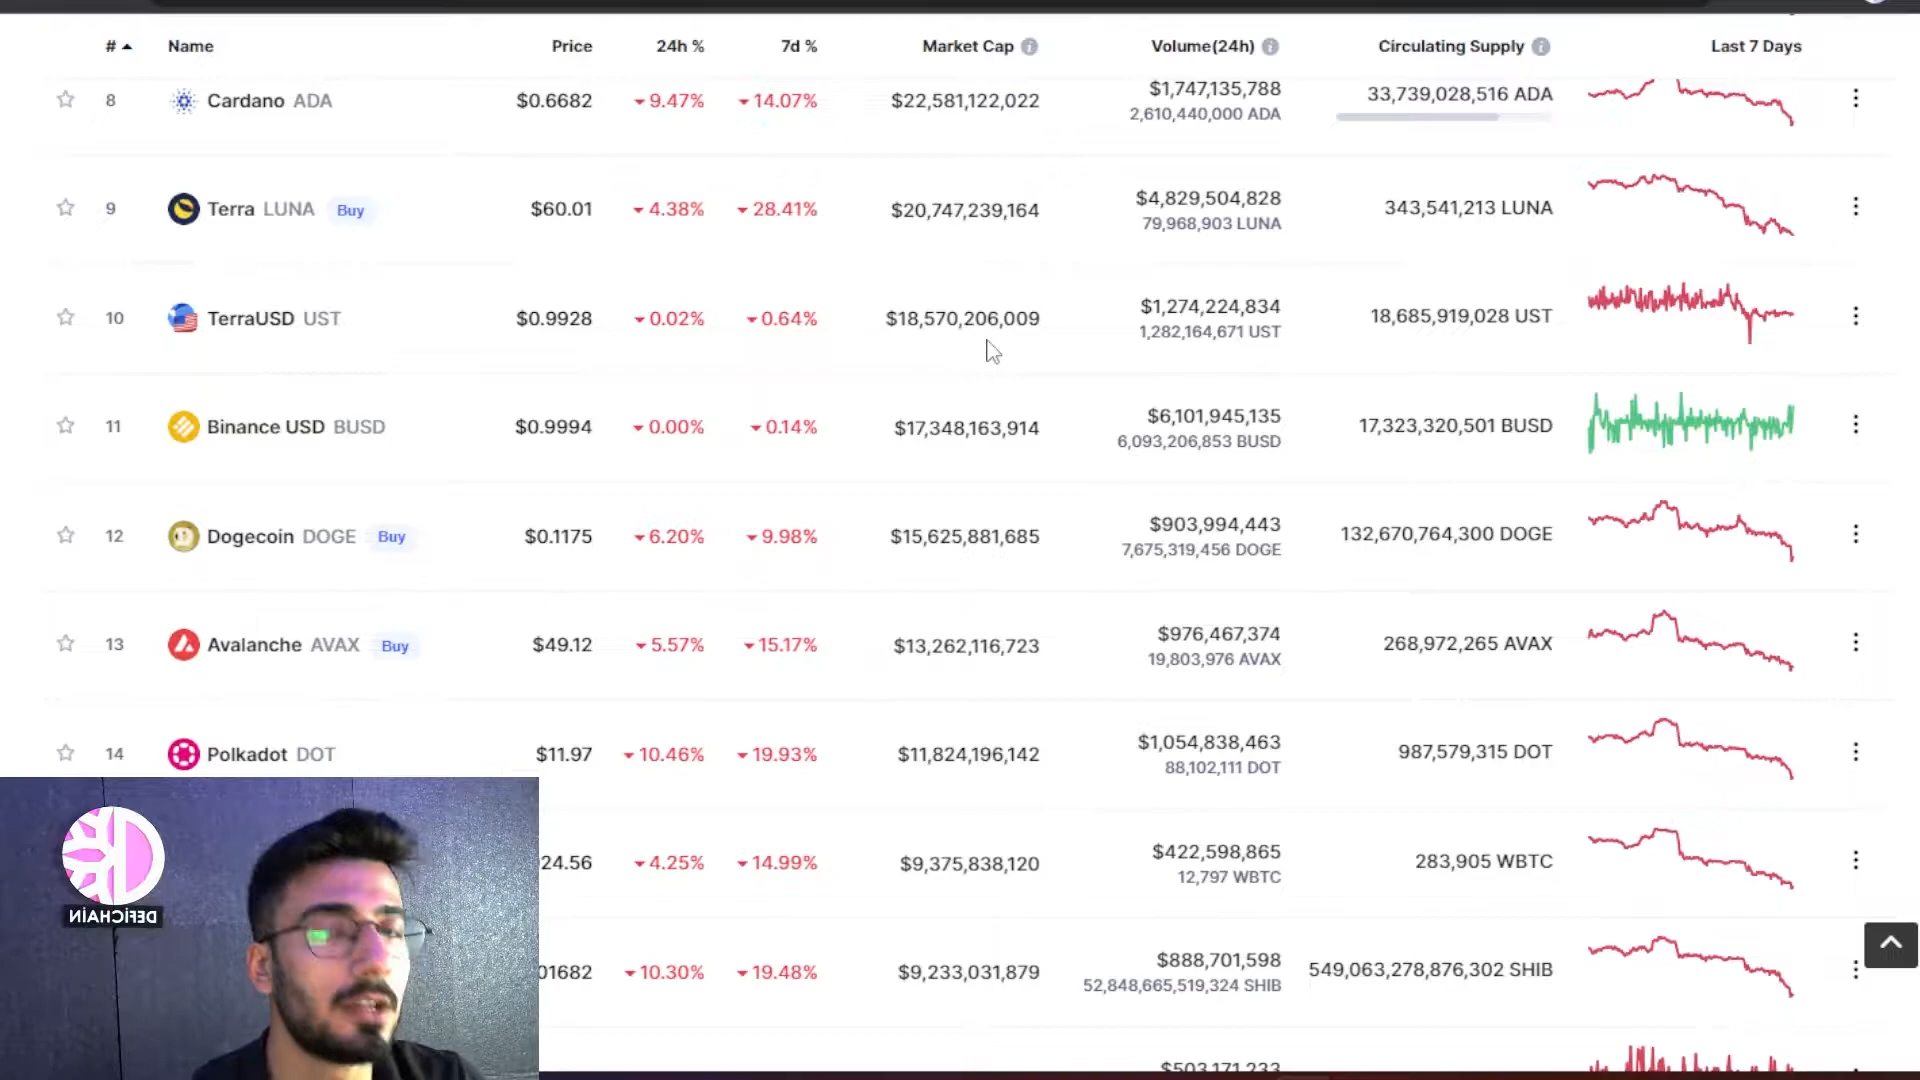 # Name Price 24h % 7d % Market Cap Volume(24h) Circulating Supply Last 7 Days
8 Cardano ADA $0.6682 9.47% 14.07% $22,581,122,022 $1,747,135,788 33,739,028,516 ADA
2,610,440,000 ADA
9 Terra LUNA Buy $60.01 4.38% 28.41% $20,747,239,164 $4,829,504,828 343,541,213 LUNA
79,968,903 LUNA
10 TerraUSD UST $0.9928 0.02% 0.64% $18,570,206,009 $1,274,224,834 18,685,919,028 UST
1,282,164,671 UST
11 Binance USD BUSD $0.9994 0.00% 0.14% $17,348,163,914 $6,101,945,135 17,323,320,501 BUSD
6,093,206,853 BUSD
12 Dogecoin DOGE Buy $0.1175 6.20% 9.98% $15,625,881,685 $903,994,443 132,670,764,300 DOGE
7,675,319,456 DOGE
13 Avalanche AVAX Buy $49.12 5.57% 15.17% $13,262,116,723 $976,467,374 268,972,265 AVAX
19,803,976 AVAX
14 Polkadot DOT $11.97 10.46% 19.93% $11,824,196,142 $1,054,838,463 987,579,315 DOT
88,102,111 DOT
24.56 4.25% 14.99% $9,375,838,120 $422,598,865 283,905 WBTC
12,797 WBTC
01682 10.30% 19.48% $9,233,031,879 $888,701,598 549,063,278,876,302 SHIB
52,848,665,519,324 SHIB
$503,171,233
DEFICHAIN